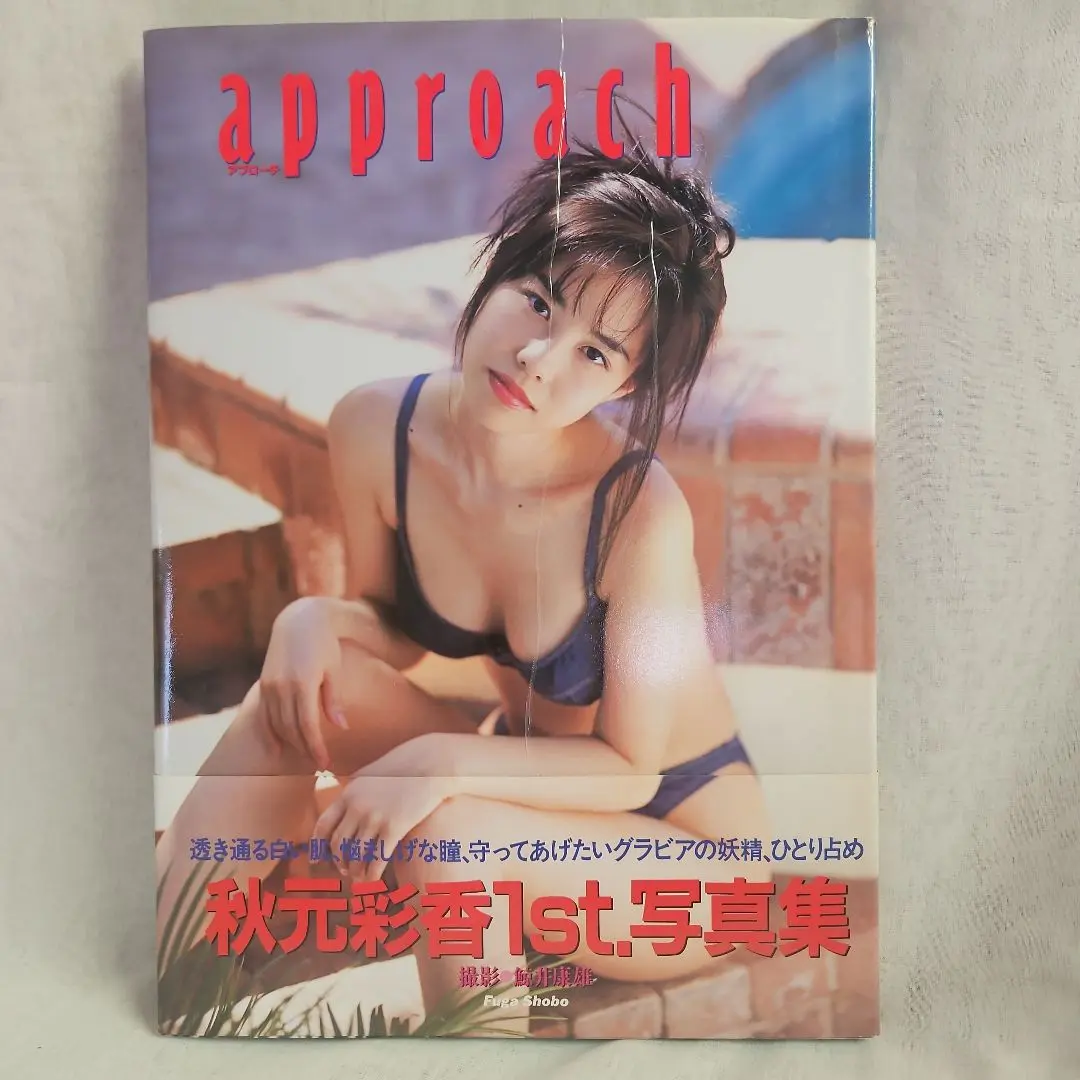 approach
アプローチ
透き通る白い肌、悩ましげな瞳、守ってあげたいグラビアの妖精、ひとり占め
秋元彩香1st.写真集
撮影●鯨井康雄
Fuga Shobo